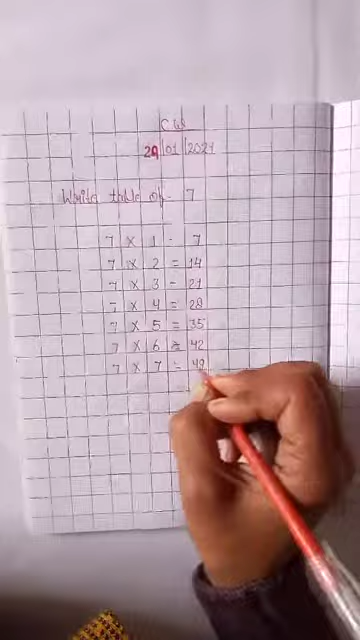 C.W
29/01/2021
Write table of - 7
7 × 1 = 7
7 × 2 = 14
7 × 3 = 21
7 × 4 = 28
7 × 5 = 35
7 × 6 = 42
7 × 7 = 49